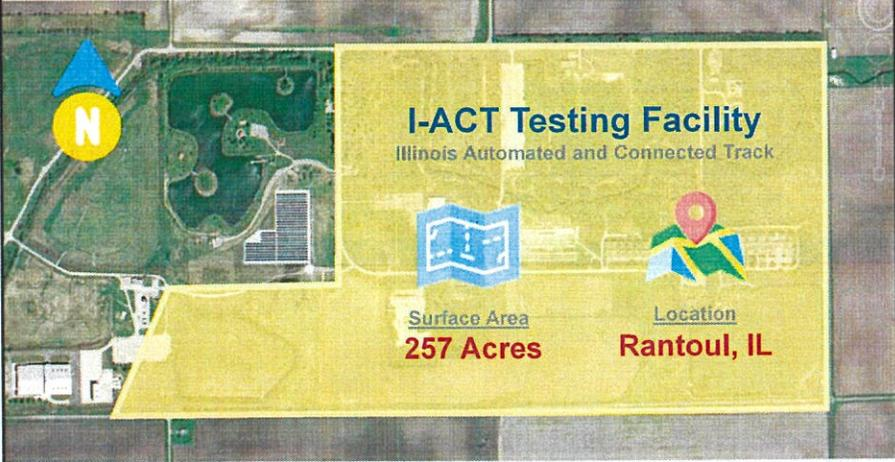 N
I-ACT Testing Facility
Illinois Automated and Connected Track
Surface Area
257 Acres
Location
Rantoul, IL